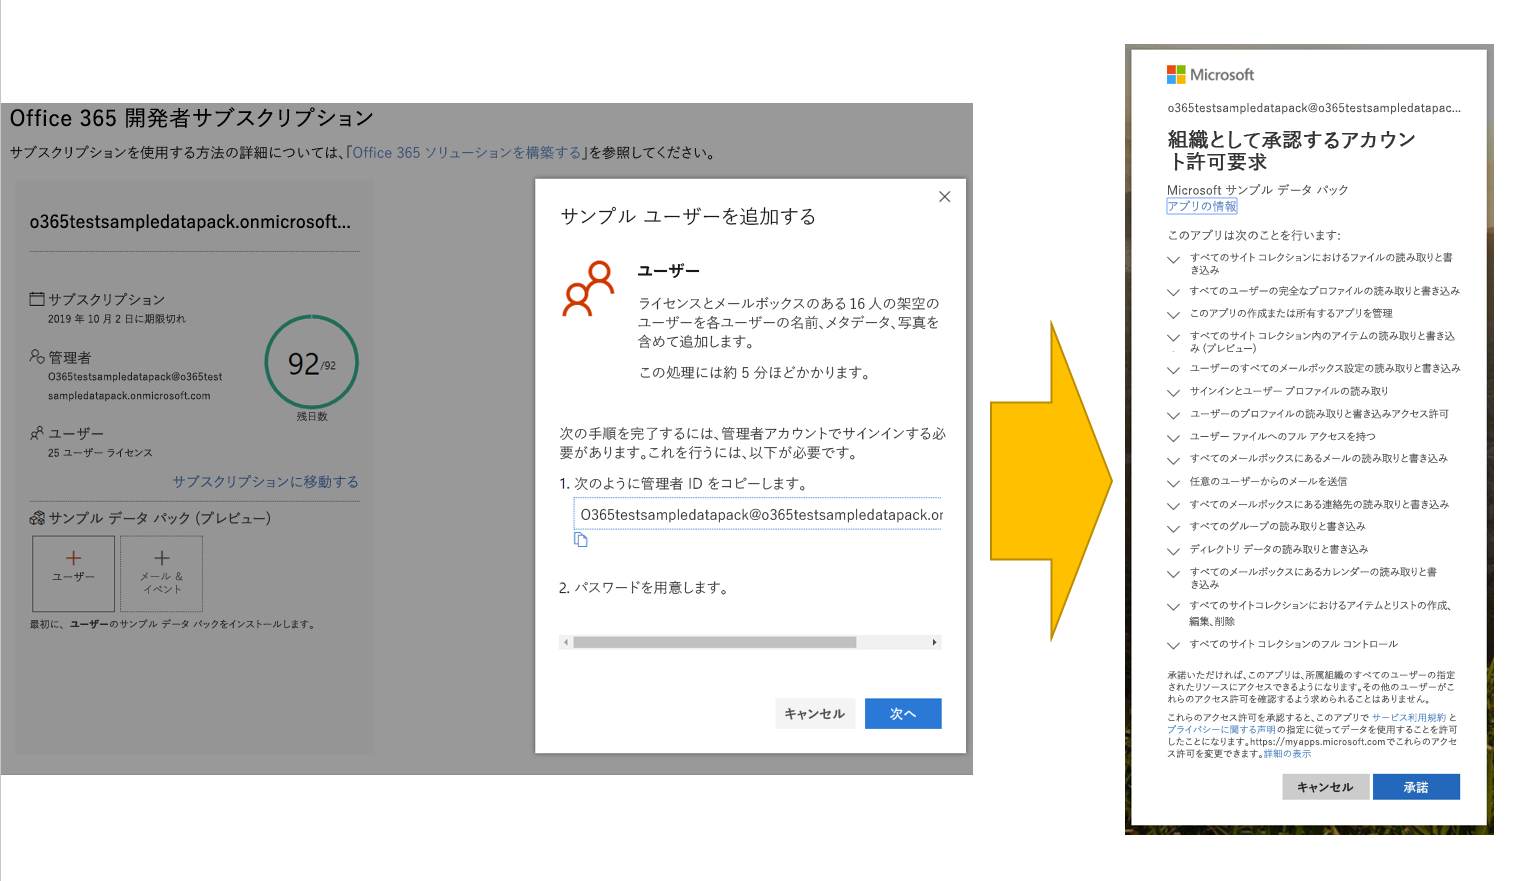 Office 365 開発者サブスクリプション
サブスクリプションを使用する方法の詳細については、「Office 365 ソリューションを構築する」を参照してください。
o365testsampledatapack.onmicrosoft...
サブスクリプション
2019 年 10 月 2 日に期限切れ
管理者
O365testsampledatapack@o365test
sampledatapack.onmicrosoft.com
92/92
残日数
ユーザー
25 ユーザー ライセンス
サブスクリプションに移動する
サンプル データ パック (プレビュー)
ユーザー
メール &
イベント
最初に、ユーザーのサンプル データ パックをインストールします。
サンプル ユーザーを追加する
ユーザー
ライセンスとメールボックスのある 16 人の架空の
ユーザーを各ユーザーの名前、メタデータ、写真を
含めて追加します。
この処理には約 5 分ほどかかります。
次の手順を完了するには、管理者アカウントでサインインする必
要があります。これを行うには、以下が必要です。
1. 次のように管理者 ID をコピーします。
O365testsampledatapack@o365testsampledatapack.or
2. パスワードを用意します。
キャンセル
次へ
Microsoft
o365testsampledatapack@o365testsampledatapac...
組織として承認するアカウン
ト許可要求
Microsoft サンプル データ パック
アプリの情報
このアプリは次のことを行います:
すべてのサイト コレクションにおけるファイルの読み取りと書
き込み
すべてのユーザーの完全なプロファイルの読み取りと書き込み
このアプリの作成または所有するアプリを管理
すべてのサイト コレクション内のアイテムの読み取りと書き込
み (プレビュー)
ユーザーのすべてのメールボックス設定の読み取りと書き込み
サインインとユーザー プロファイルの読み取り
ユーザーのプロファイルの読み取りと書き込みアクセス許可
ユーザー ファイルへのフル アクセスを持つ
すべてのメールボックスにあるメールの読み取りと書き込み
任意のユーザーからのメールを送信
すべてのメールボックスにある連絡先の読み取りと書き込み
すべてのグループの読み取りと書き込み
ディレクトリ データの読み取りと書き込み
すべてのメールボックスにあるカレンダーの読み取りと書
き込み
すべてのサイトコレクションにおけるアイテムとリストの作成、
編集、削除
すべてのサイト コレクションのフル コントロール
承諾いただければ、このアプリは、所属組織のすべてのユーザーの指定
されたリソースにアクセスできるようになります。その他のユーザーがこ
れらのアクセス許可を確認するよう求められることはありません。
これらのアクセス許可を承認すると、このアプリで サービス利用規約 と
プライバシーに関する声明 の指定に従ってデータを使用することを許可
したことになります。https://myapps.microsoft.comでこれらのアクセ
ス許可を変更できます。詳細の表示
キャンセル
承諾